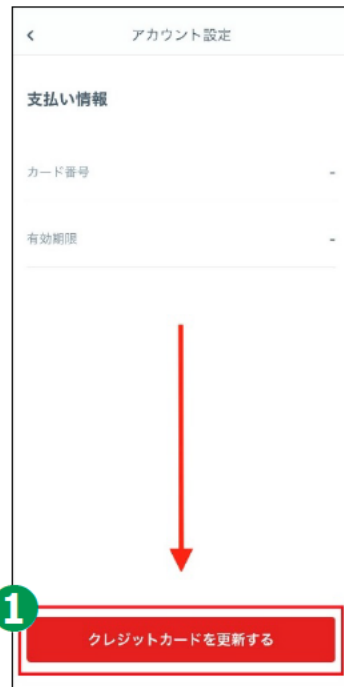 アカウント設定
支払い情報
カード番号 -
有効期限 -
1
クレジットカードを更新する